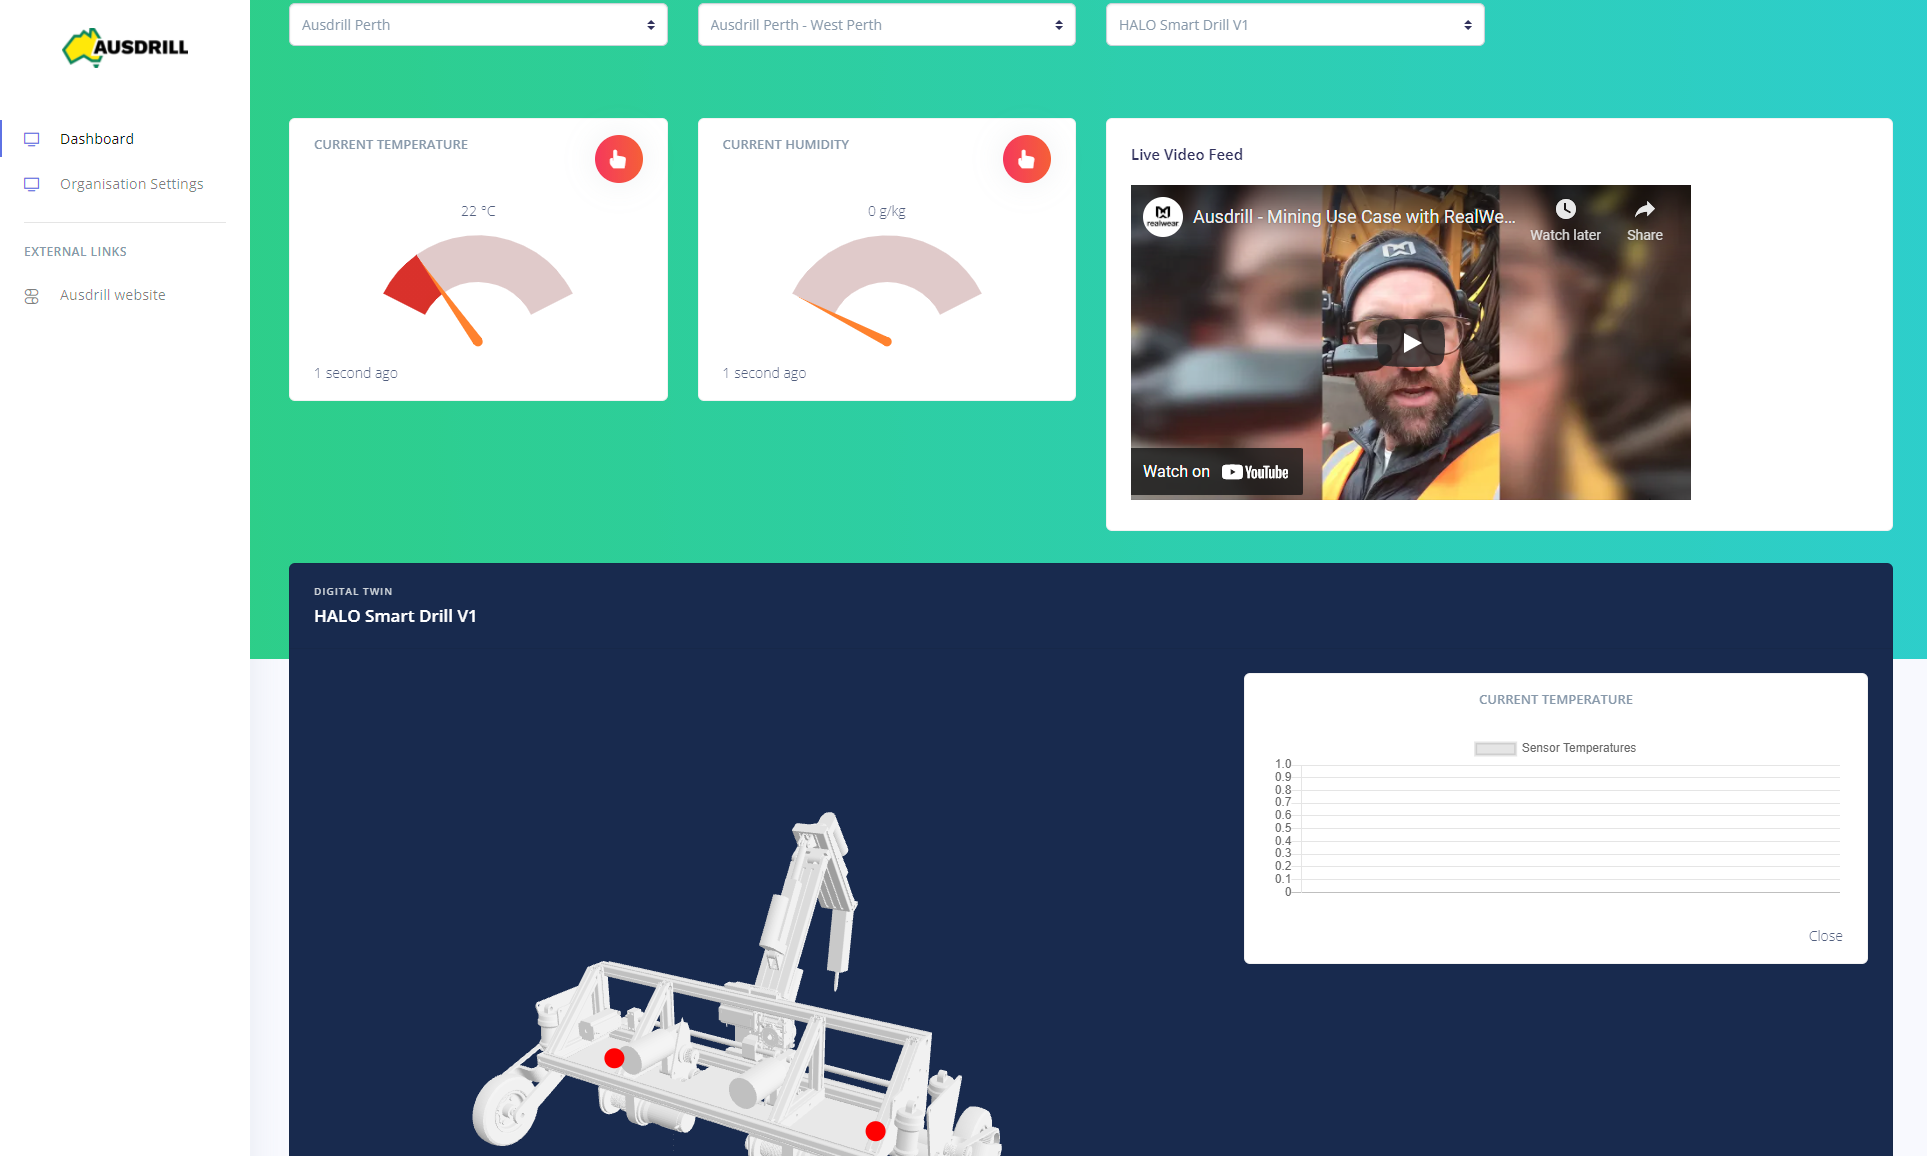 AUSDRILL
Dashboard
Organisation Settings
EXTERNAL LINKS
Ausdrill website
Ausdrill Perth
Ausdrill Perth - West Perth
HALO Smart Drill V1
CURRENT TEMPERATURE
22 °C
1 second ago
CURRENT HUMIDITY
0 g/kg
1 second ago
Live Video Feed
realwear
Ausdrill - Mining Use Case with RealWe...
Watch later
Share
Watch on YouTube
DIGITAL TWIN
HALO Smart Drill V1
CURRENT TEMPERATURE
Sensor Temperatures
1.0
0.9
0.8
0.7
0.6
0.5
0.4
0.3
0.2
0.1
0
Close